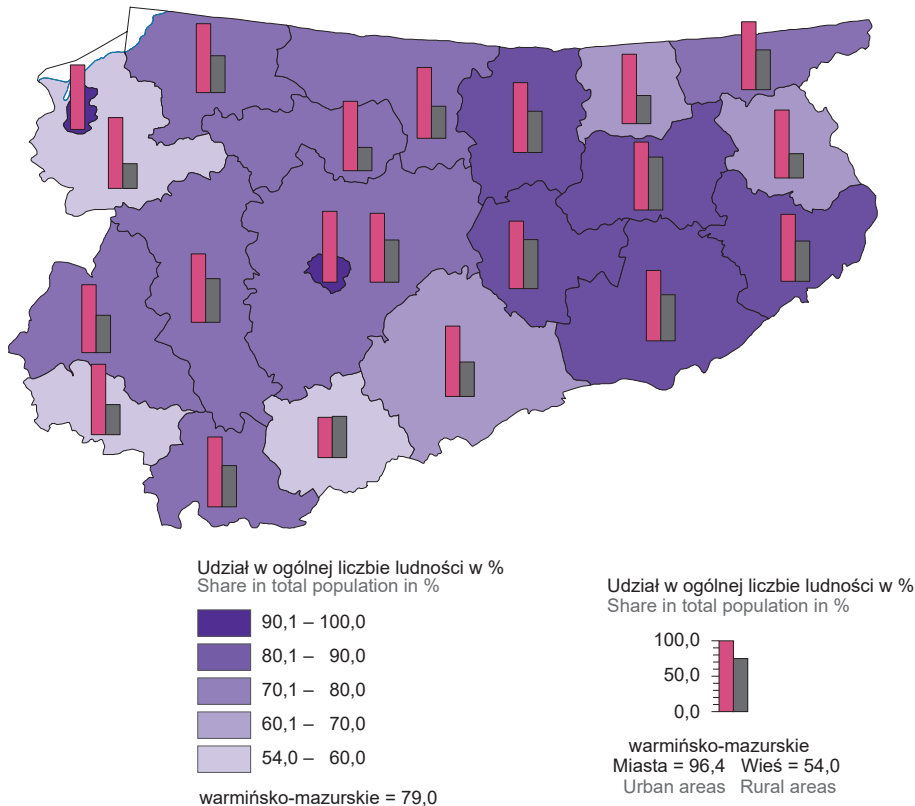 Udział w ogólnej liczbie ludności w %
Share in total population in %
90,1 – 100,0
80,1 – 90,0
70,1 – 80,0
60,1 – 70,0
54,0 – 60,0
warmińsko-mazurskie = 79,0
Udział w ogólnej liczbie ludności w %
Share in total population in %
100,0
50,0
0,0
warmińsko-mazurskie
Miasta = 96,4 Wieś = 54,0
Urban areas Rural areas